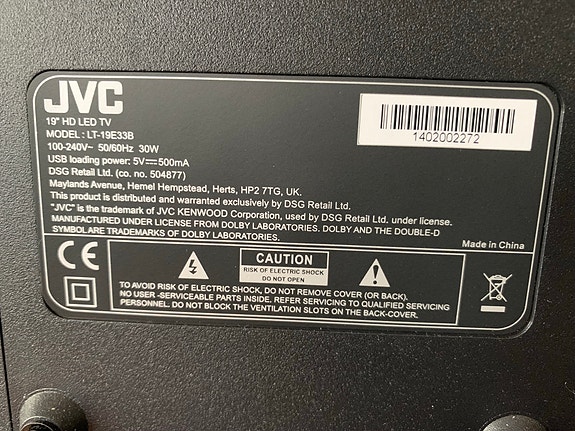 JVC
19" HD LED TV
MODEL: LT-19E33B
100-240V~ 50/60Hz 30W
USB loading power: 5V⎓500mA
DSG Retail Ltd. (co. no. 504877)
Maylands Avenue, Hemel Hempstead, Herts, HP2 7TG, UK.
This product is distributed and warranted exclusively by DSG Retail Ltd.
"JVC" is the trademark of JVC KENWOOD Corporation, used by DSG Retail Ltd. under license.
MANUFACTURED UNDER LICENSE FROM DOLBY LABORATORIES. DOLBY AND THE DOUBLE-D
SYMBOLARE TRADEMARKS OF DOLBY LABORATORIES.
1402002272
Made in China
CE
CAUTION
RISK OF ELECTRIC SHOCK
DO NOT OPEN
TO AVOID RISK OF ELECTRIC SHOCK, DO NOT REMOVE COVER (OR BACK).
NO USER -SERVICEABLE PARTS INSIDE. REFER SERVICING TO QUALIFIED SERVICING
PERSONNEL. DO NOT BLOCK THE VENTILATION SLOTS ON THE BACK-COVER.